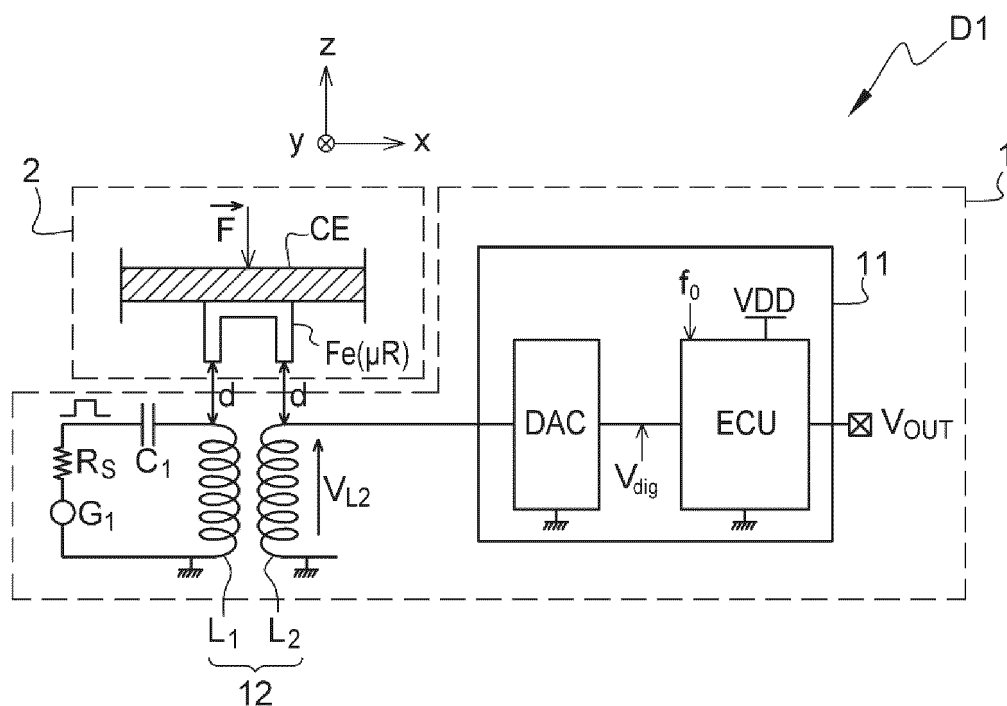 D1
z
y
x
2
1
F
CE
11
f0
VDD
Fe(μR)
d
d
DAC
ECU
VOUT
RS
C1
VL2
Vdig
G1
L1
L2
12